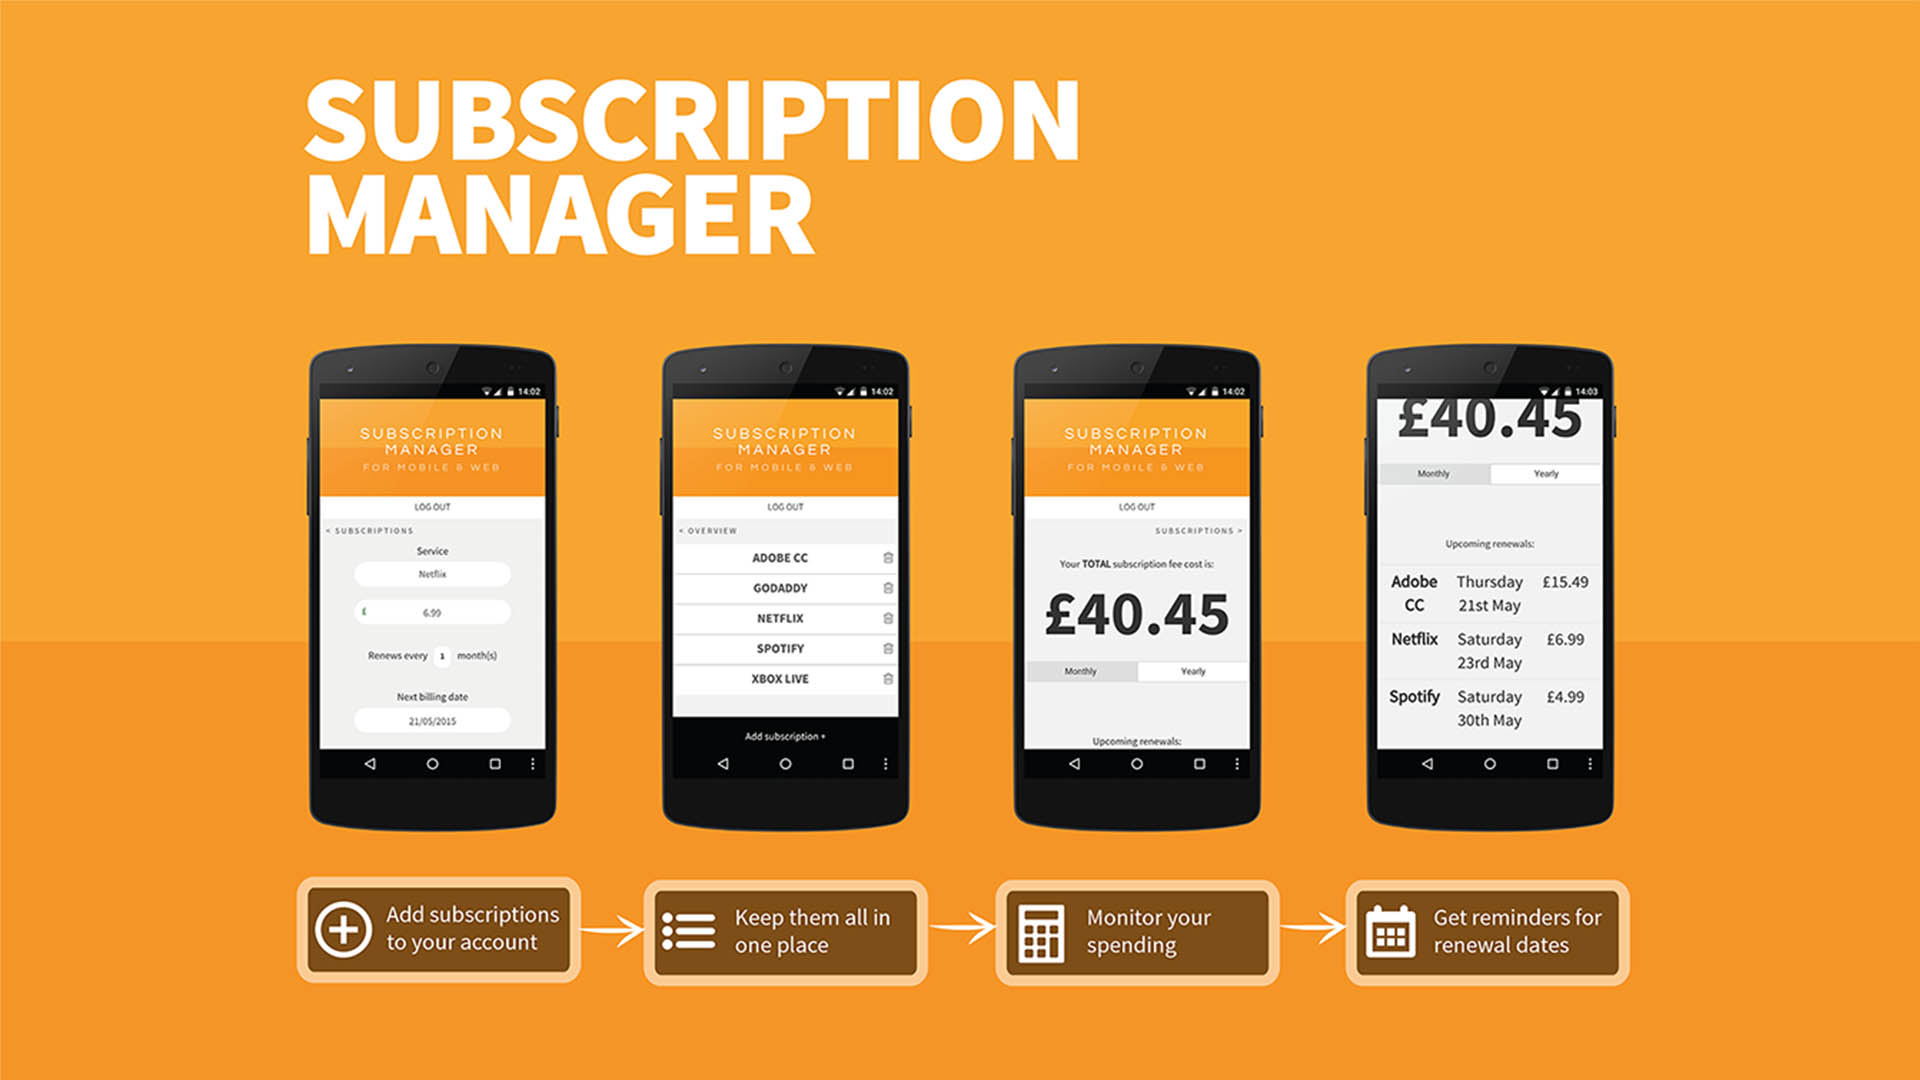 SUBSCRIPTION
MANAGER
14:02
SUBSCRIPTION
MANAGER
FOR MOBILE & WEB
LOG OUT
< SUBSCRIPTIONS
Service
Netflix
£ 6.99
Renews every 1 month(s)
Next billing date
21/05/2015
14:02
SUBSCRIPTION
MANAGER
FOR MOBILE & WEB
LOG OUT
< OVERVIEW
ADOBE CC
GODADDY
NETFLIX
SPOTIFY
XBOX LIVE
Add subscription +
14:02
SUBSCRIPTION
MANAGER
FOR MOBILE & WEB
LOG OUT
SUBSCRIPTIONS >
Your TOTAL subscription fee cost is:
£40.45
Monthly Yearly
Upcoming renewals:
14:03
£40.45
Monthly Yearly
Upcoming renewals:
Adobe Thursday £15.49
CC 21st May
Netflix Saturday £6.99
23rd May
Spotify Saturday £4.99
30th May
Add subscriptions
to your account
Keep them all in
one place
Monitor your
spending
Get reminders for
renewal dates